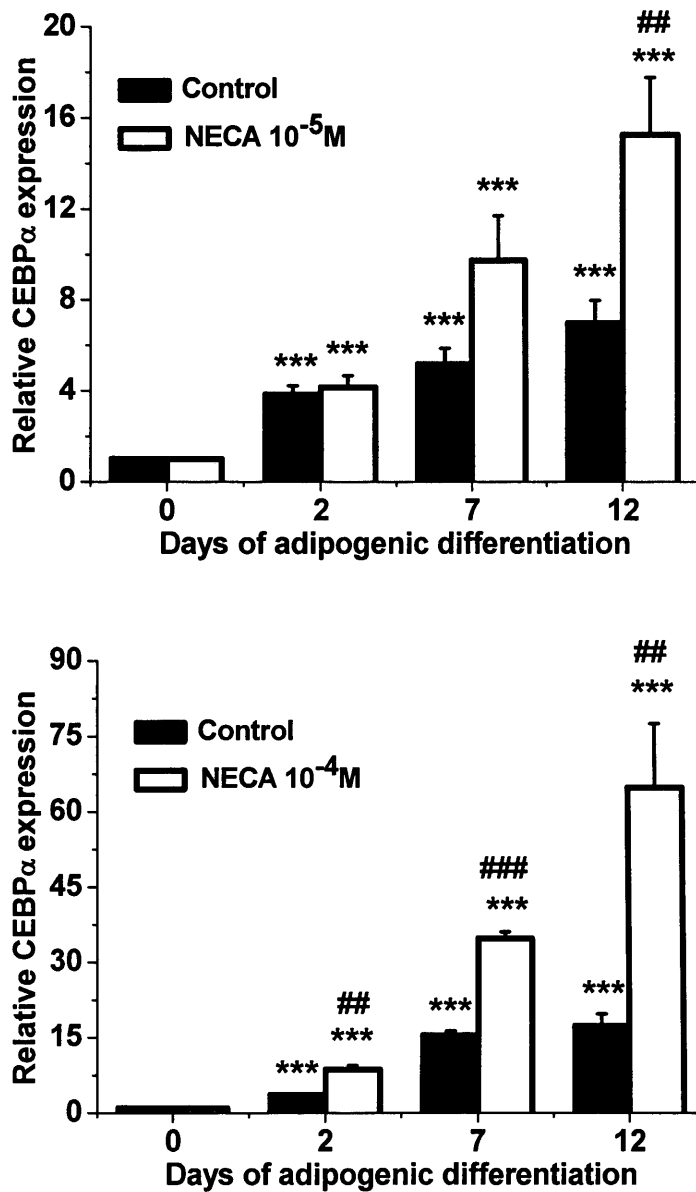 20
16
12
8
4
0
Relative CEBPα expression
Control
NECA 10⁻⁵M
*** ***
***
***
***
##
***
0 2 7 12
Days of adipogenic differentiation
90
75
60
45
30
15
0
Relative CEBPα expression
Control
NECA 10⁻⁴M
***
##
***
***
###
***
***
##
***
0 2 7 12
Days of adipogenic differentiation